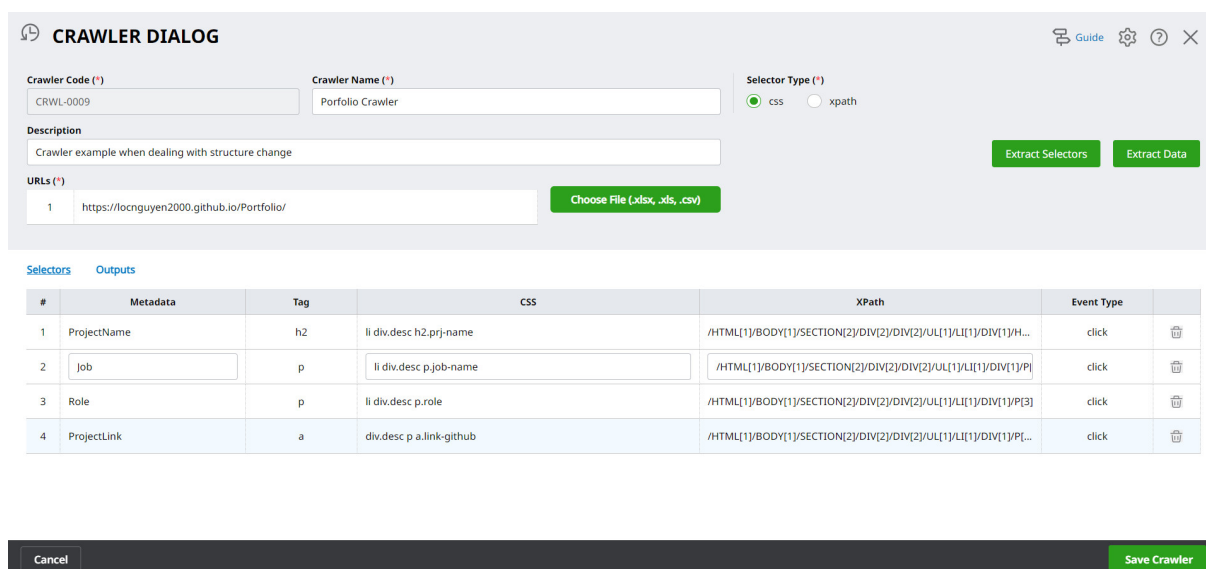 CRAWLER DIALOG
Guide
Crawler Code (*) Crawler Name (*) Selector Type (*)
CRWL-0009 Porfolio Crawler css xpath
Description
Crawler example when dealing with structure change
Extract Selectors Extract Data
URLs (*)
1 https://locnguyen2000.github.io/Portfolio/ Choose File (.xlsx, .xls, .csv)
Selectors Outputs
# Metadata Tag CSS XPath Event Type
1 ProjectName h2 li div.desc h2.prj-name /HTML[1]/BODY[1]/SECTION[2]/DIV[2]/DIV[2]/UL[1]/LI[1]/DIV[1]/H... click
2 Job p li div.desc p.job-name /HTML[1]/BODY[1]/SECTION[2]/DIV[2]/DIV[2]/UL[1]/LI[1]/DIV[1]/P[ click
3 Role p li div.desc p.role /HTML[1]/BODY[1]/SECTION[2]/DIV[2]/DIV[2]/UL[1]/LI[1]/DIV[1]/P[3] click
4 ProjectLink a div.desc p a.link-github /HTML[1]/BODY[1]/SECTION[2]/DIV[2]/DIV[2]/UL[1]/LI[1]/DIV[1]/P[... click
Cancel Save Crawler